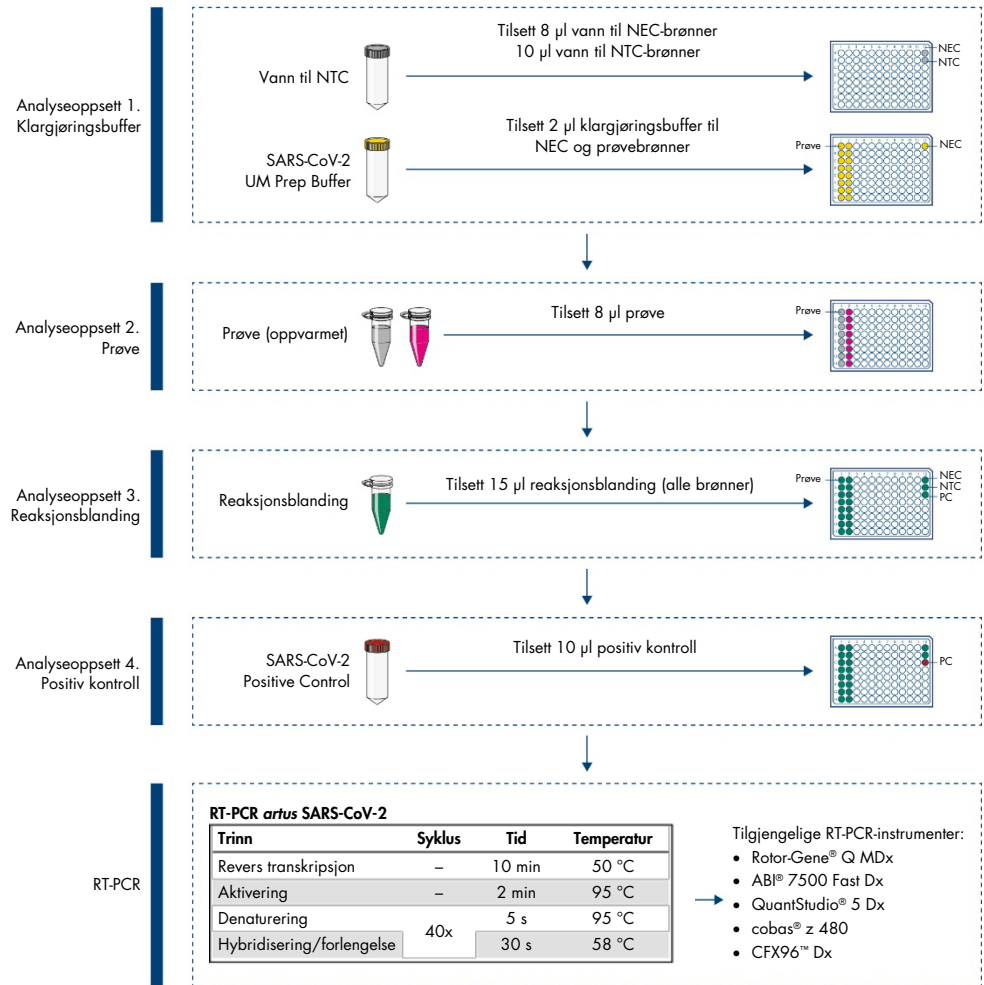 Analyseoppsett 1.
Klargjøringsbuffer
Vann til NTC
Tilsett 8 µl vann til NEC-brønner
10 µl vann til NTC-brønner
NEC
NTC
SARS-CoV-2
UM Prep Buffer
Tilsett 2 µl klargjøringsbuffer til
NEC og prøvebrønner
Prøve
NEC
Analyseoppsett 2.
Prøve
Prøve (oppvarmet)
Tilsett 8 µl prøve
Prøve
Analyseoppsett 3.
Reaksjonsblanding
Reaksjonsblanding
Tilsett 15 µl reaksjonsblanding (alle brønner)
Prøve
NEC
NTC
PC
Analyseoppsett 4.
Positiv kontroll
SARS-CoV-2
Positive Control
Tilsett 10 µl positiv kontroll
PC
RT-PCR
RT-PCR artus SARS-CoV-2
Trinn Syklus Tid Temperatur
Revers transkripsjon – 10 min 50 °C
Aktivering – 2 min 95 °C
Denaturering 40x 5 s 95 °C
Hybridisering/forlengelse 30 s 58 °C
Tilgjengelige RT-PCR-instrumenter:
• Rotor-Gene® Q MDx
• ABI® 7500 Fast Dx
• QuantStudio® 5 Dx
• cobas® z 480
• CFX96™ Dx